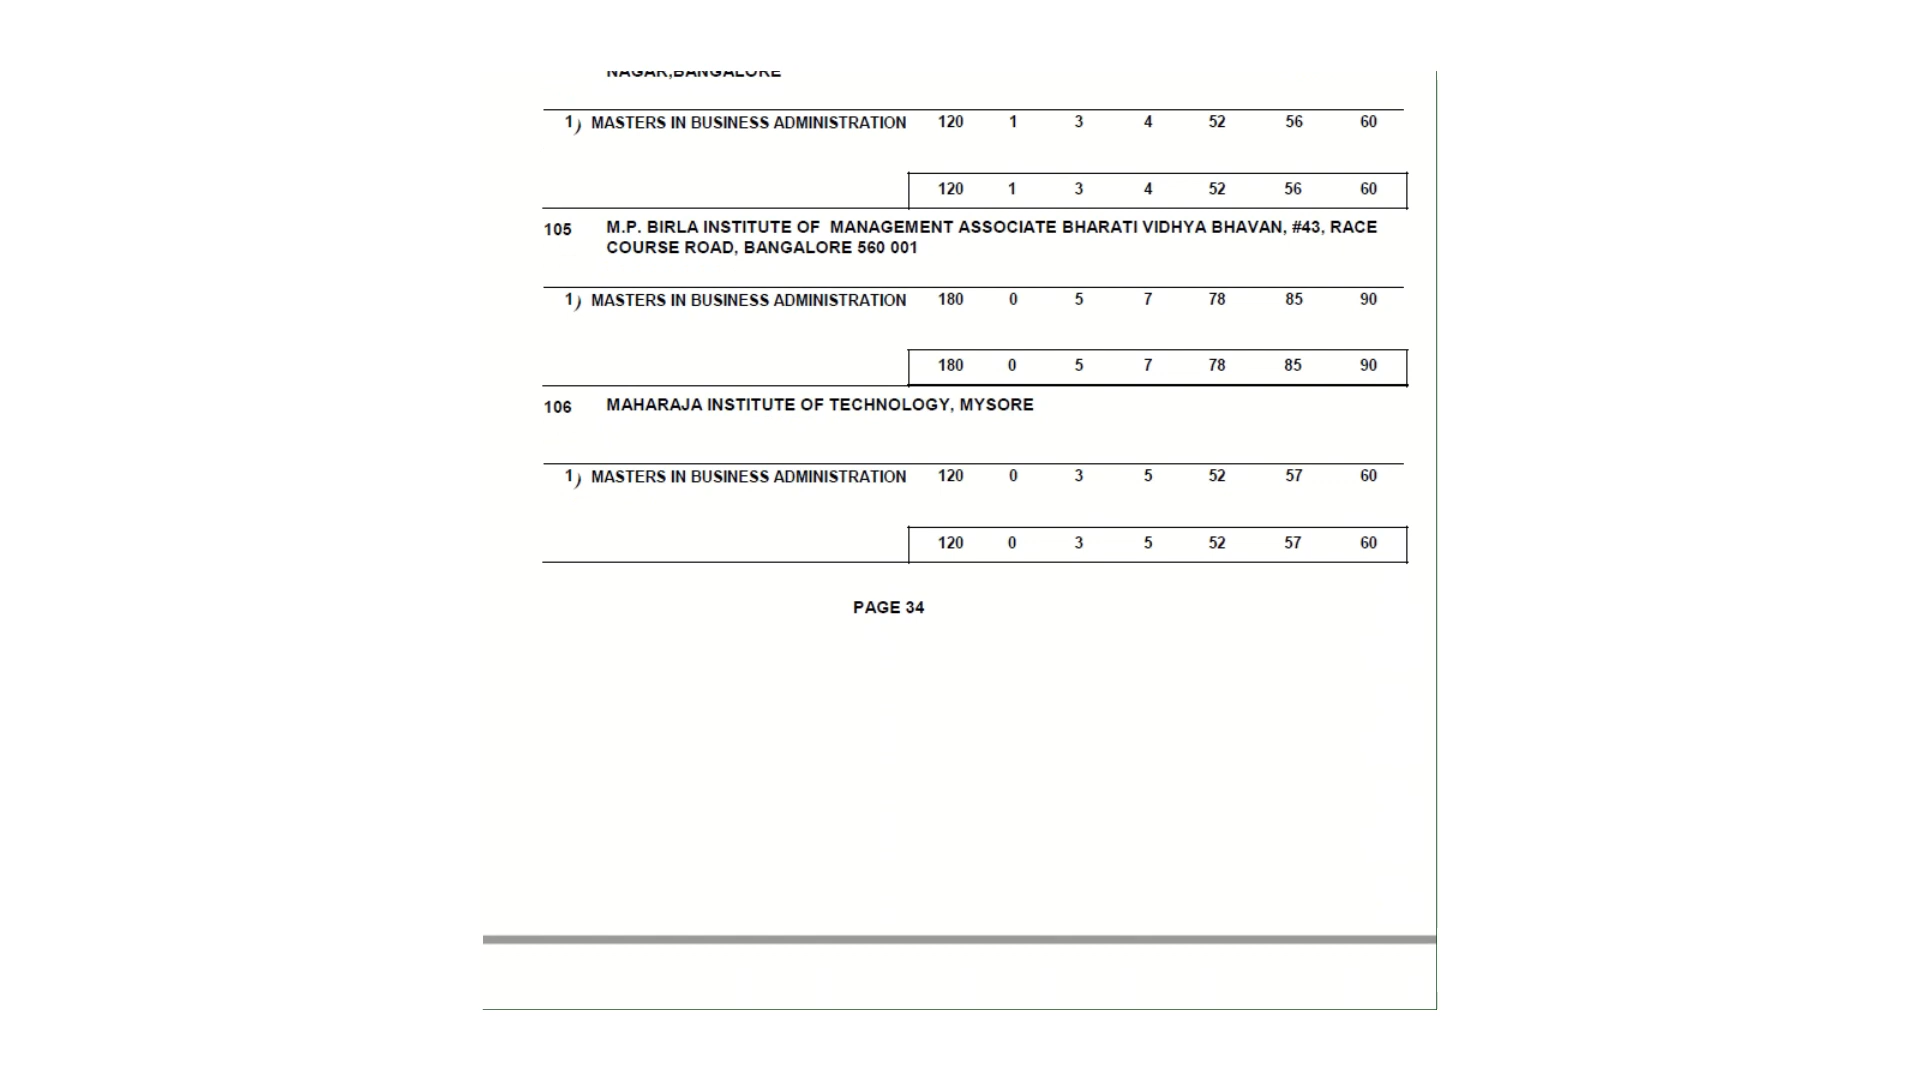 NAGAR,BANGALORE
1) MASTERS IN BUSINESS ADMINISTRATION 120 1 3 4 52 56 60
120 1 3 4 52 56 60
105 M.P. BIRLA INSTITUTE OF MANAGEMENT ASSOCIATE BHARATI VIDHYA BHAVAN, #43, RACE
COURSE ROAD, BANGALORE 560 001
1) MASTERS IN BUSINESS ADMINISTRATION 180 0 5 7 78 85 90
180 0 5 7 78 85 90
106 MAHARAJA INSTITUTE OF TECHNOLOGY, MYSORE
1) MASTERS IN BUSINESS ADMINISTRATION 120 0 3 5 52 57 60
120 0 3 5 52 57 60
PAGE 34